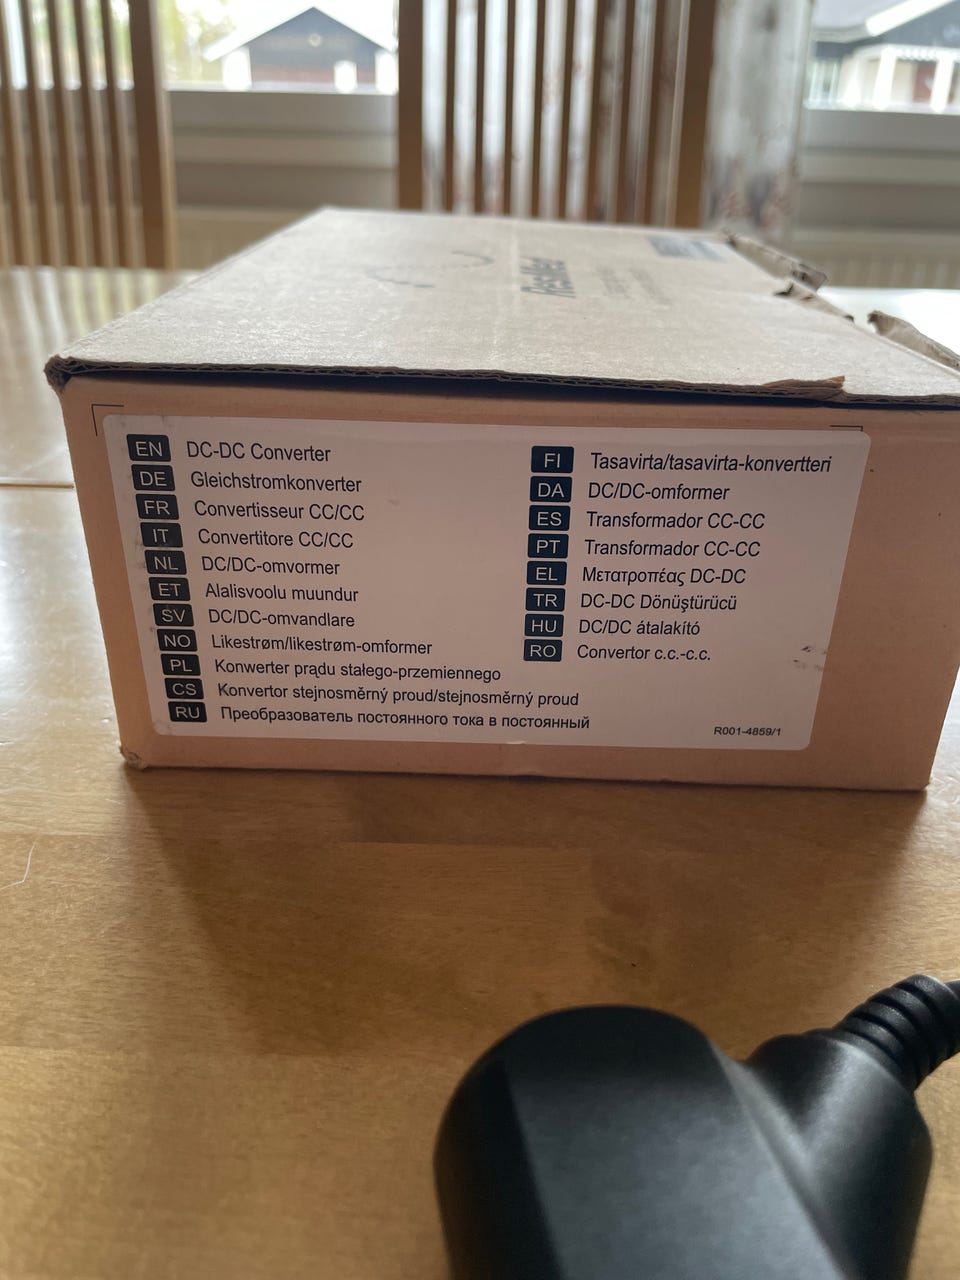 ResMed
EN DC-DC Converter
DE Gleichstromkonverter
FR Convertisseur CC/CC
IT Convertitore CC/CC
NL DC/DC-omvormer
ET Alalisvoolu muundur
SV DC/DC-omvandlare
NO Likestrøm/likestrøm-omformer
PL Konwerter prądu stałego-przemiennego
CS Konvertor stejnosměrný proud/stejnosměrný proud
RU Преобразователь постоянного тока в постоянный
FI Tasavirta/tasavirta-konvertteri
DA DC/DC-omformer
ES Transformador CC-CC
PT Transformador CC-CC
EL Μετατροπέας DC-DC
TR DC-DC Dönüştürücü
HU DC/DC átalakító
RO Convertor c.c.-c.c.
R001-4859/1